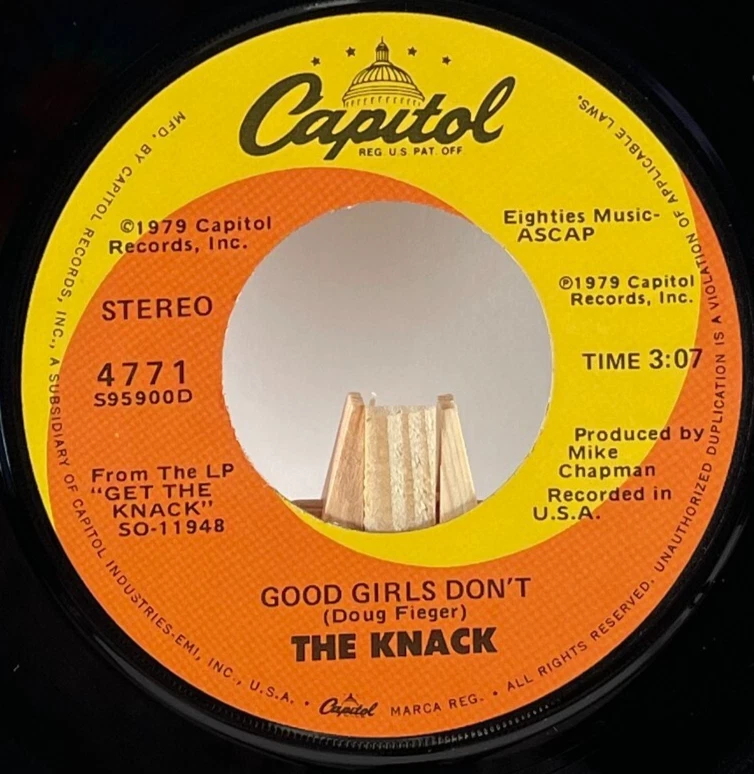 Capitol
REG. U.S. PAT. OFF.
©1979 Capitol
Records, Inc.
STEREO
4771
S95900D
From The LP
"GET THE
KNACK"
SO-11948
Eighties Music-
ASCAP
℗1979 Capitol
Records, Inc.
TIME 3:07
Produced by
Mike
Chapman
Recorded in
U.S.A.
GOOD GIRLS DON'T
(Doug Fieger)
THE KNACK
MFD. BY CAPITOL RECORDS, INC., A SUBSIDIARY OF CAPITOL INDUSTRIES-EMI, INC., U.S.A. • Capitol MARCA REG. • ALL RIGHTS RESERVED. UNAUTHORIZED DUPLICATION IS A VIOLATION OF APPLICABLE LAWS.